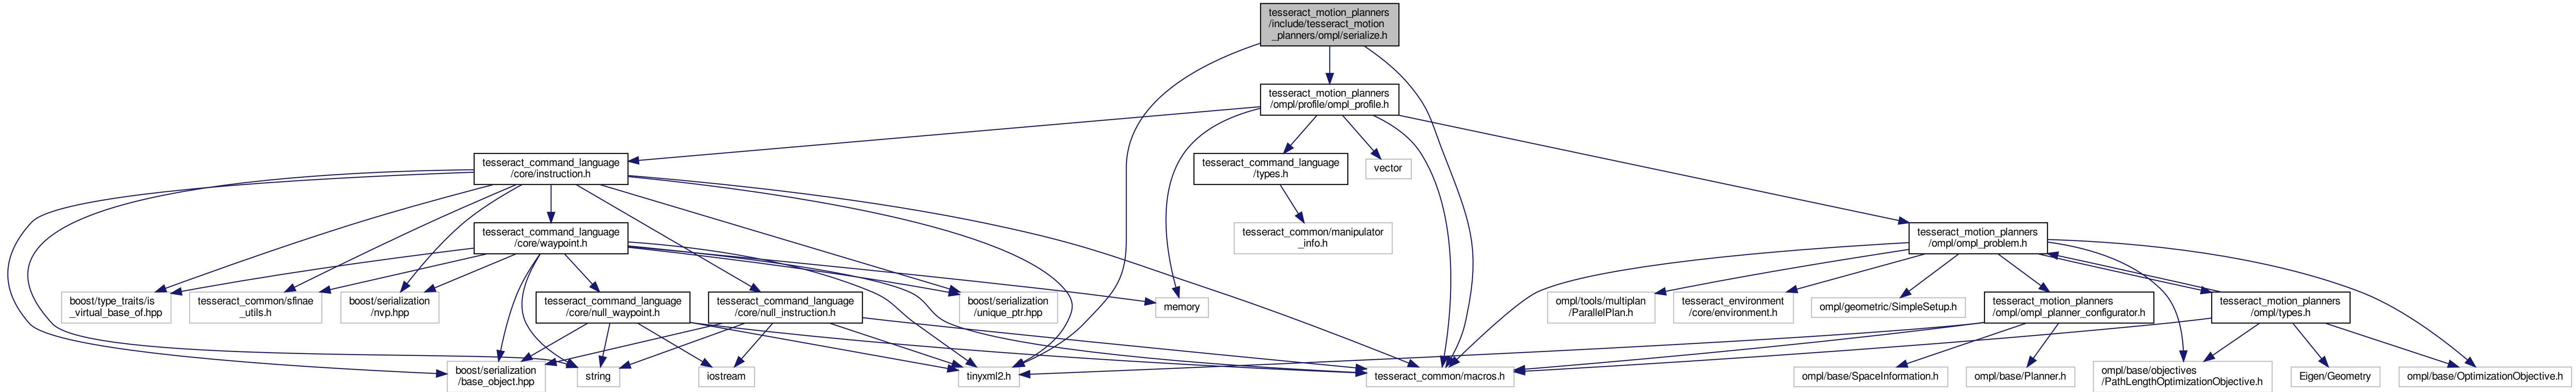 tesseract_motion_planners
/include/tesseract_motion
_planners/ompl/serialize.h
tesseract_motion_planners
/ompl/profile/ompl_profile.h
tesseract_command_language
/core/instruction.h
tesseract_command_language
/types.h
vector
tesseract_command_language
/core/waypoint.h
tesseract_common/manipulator
_info.h
tesseract_motion_planners
/ompl/ompl_problem.h
boost/type_traits/is
_virtual_base_of.hpp
tesseract_common/sfinae
_utils.h
boost/serialization
/nvp.hpp
tesseract_command_language
/core/null_waypoint.h
tesseract_command_language
/core/null_instruction.h
boost/serialization
/unique_ptr.hpp
memory
ompl/tools/multiplan
/ParallelPlan.h
tesseract_environment
/core/environment.h
ompl/geometric/SimpleSetup.h
tesseract_motion_planners
/ompl/ompl_planner_configurator.h
tesseract_motion_planners
/ompl/types.h
boost/serialization
/base_object.hpp
string
iostream
tinyxml2.h
tesseract_common/macros.h
ompl/base/SpaceInformation.h
ompl/base/Planner.h
ompl/base/objectives
/PathLengthOptimizationObjective.h
Eigen/Geometry
ompl/base/OptimizationObjective.h